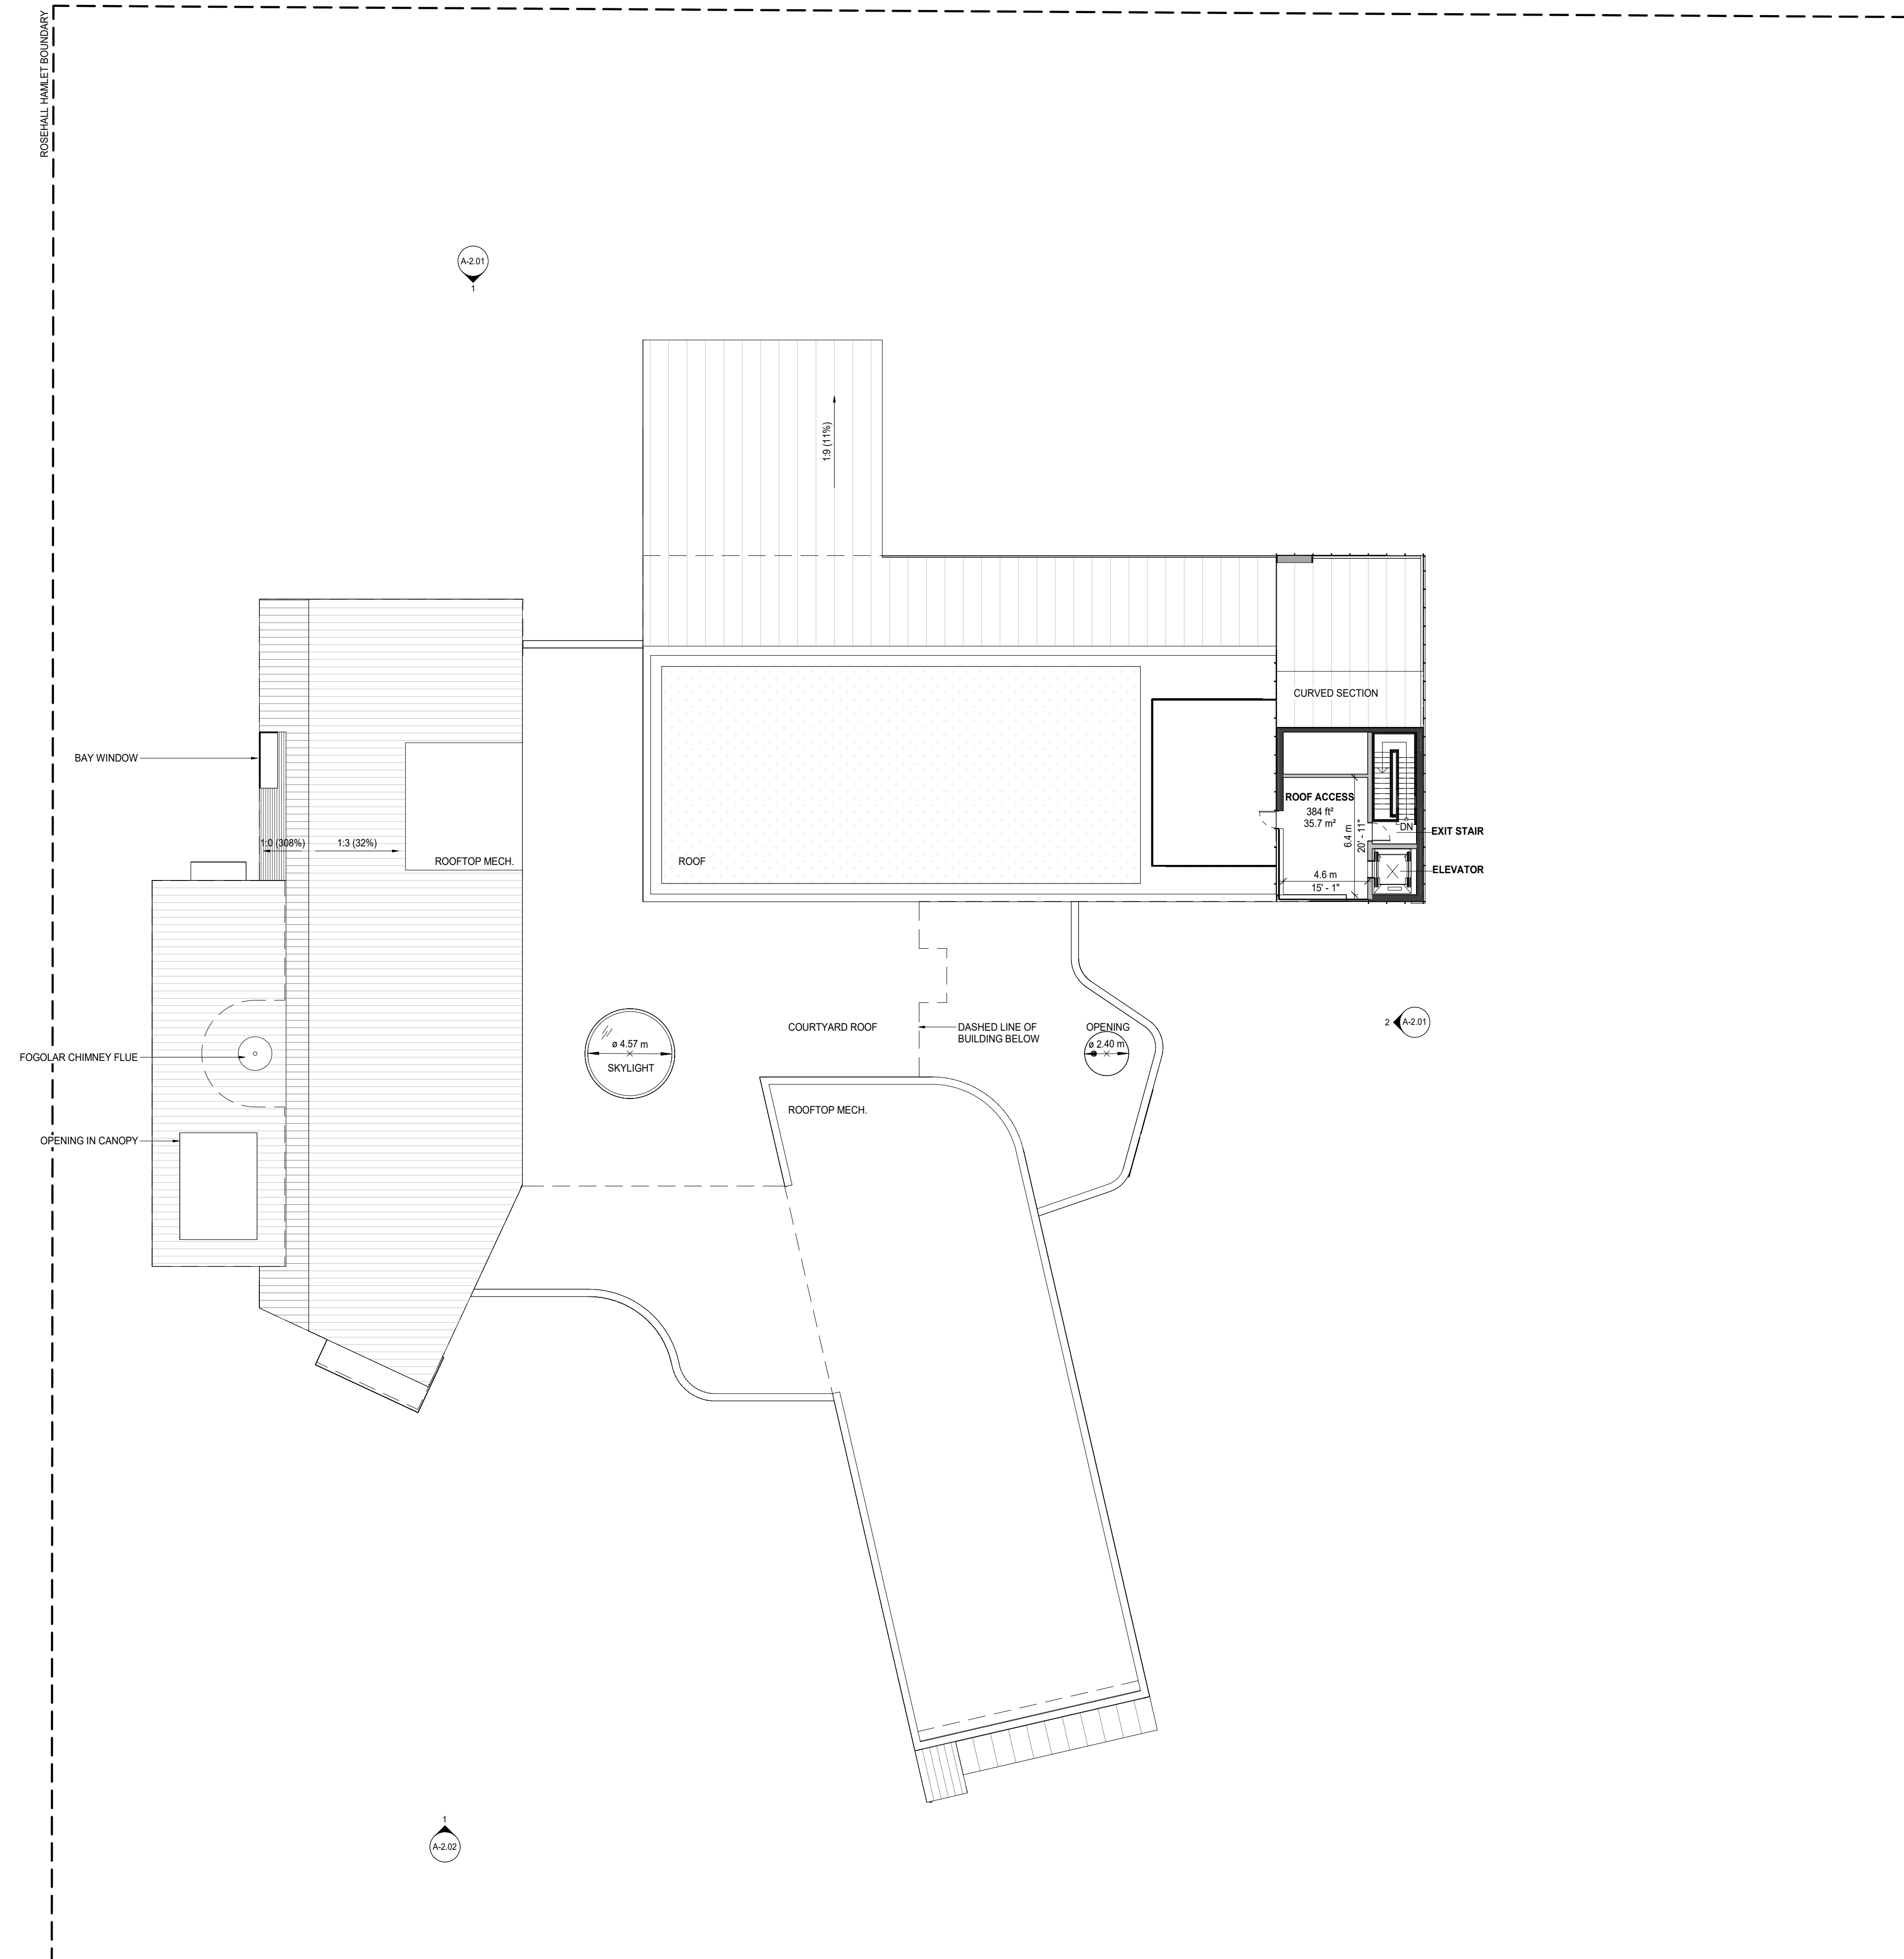 ROSEHALL HAMLET BOUNDARY
A-2.01
1
1:9 (11%)
CURVED SECTION
BAY WINDOW
ROOF ACCESS
384 ft²
35.7 m²
6.4 m
20' - 11"
DN
EXIT STAIR
1:0 (308%)
1:3 (32%)
ROOFTOP MECH.
ROOF
ELEVATOR
4.6 m
15' - 1"
2
A-2.01
COURTYARD ROOF
DASHED LINE OF
BUILDING BELOW
OPENING
ø 2.40 m
ø 4.57 m
SKYLIGHT
FOGOLAR CHIMNEY FLUE
ROOFTOP MECH.
OPENING IN CANOPY
1
A-2.02